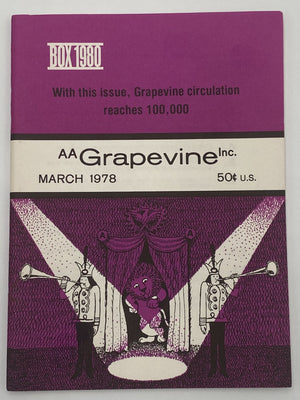 BOX 1980
With this issue, Grapevine circulation
reaches 100,000
AA Grapevine Inc.
MARCH 1978 50¢ U.S.